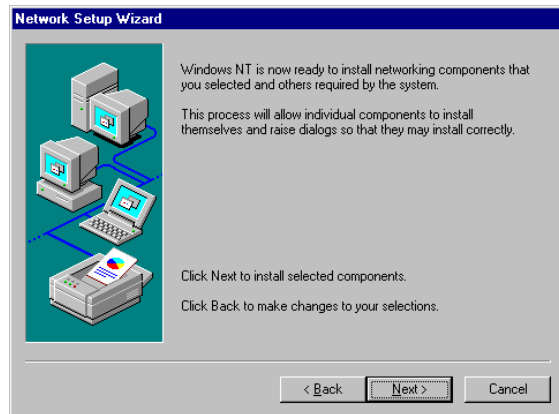 Network Setup Wizard
Windows NT is now ready to install networking components that
you selected and others required by the system.
This process will allow individual components to install
themselves and raise dialogs so that they may install correctly.
Click Next to install selected components.
Click Back to make changes to your selections.
< Back
Next >
Cancel